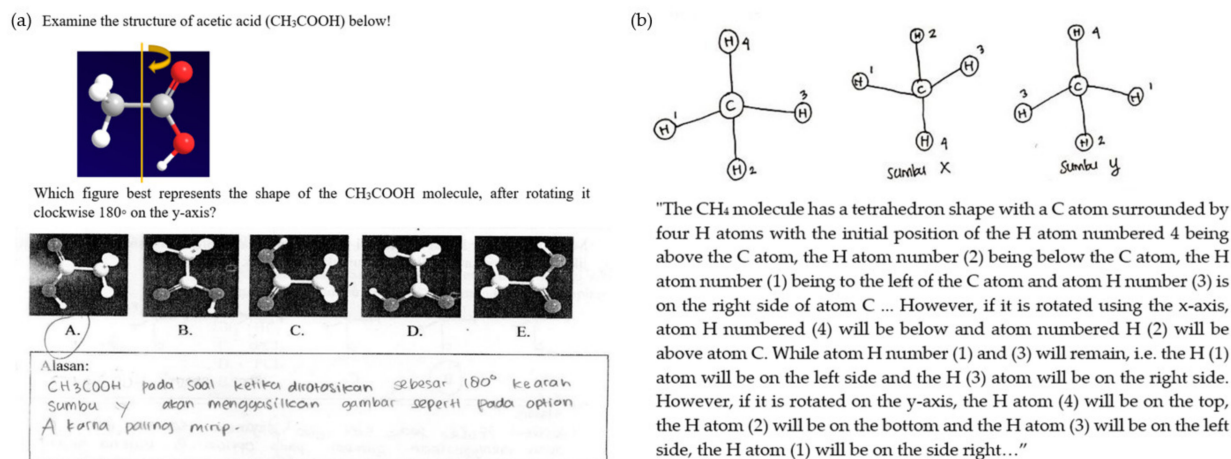 (a) Examine the structure of acetic acid (CH₃COOH) below!
Which figure best represents the shape of the CH₃COOH molecule, after rotating it
clockwise 180° on the y-axis?
A. B. C. D. E.
Alasan:
CH3COOH pada soal ketika dirotasikan sebesar 180° kearah
sumbu y akan menggasilkan gambar seperti pada option
A karna paling mirip.
(b)
H 4
H 1
C
H 3
H 2
H 2
H 3
H 1
C
H 4
sumbu X
H 4
C
H 1
H 3
H 2
sumbu y
"The CH₄ molecule has a tetrahedron shape with a C atom surrounded by
four H atoms with the initial position of the H atom numbered 4 being
above the C atom, the H atom number (2) being below the C atom, the H
atom number (1) being to the left of the C atom and atom H number (3) is
on the right side of atom C ... However, if it is rotated using the x-axis,
atom H numbered (4) will be below and atom numbered H (2) will be
above atom C. While atom H number (1) and (3) will remain, i.e. the H (1)
atom will be on the left side and the H (3) atom will be on the right side.
However, if it is rotated on the y-axis, the H atom (4) will be on the top,
the H atom (2) will be on the bottom and the H atom (3) will be on the left
side, the H atom (1) will be on the side right…"